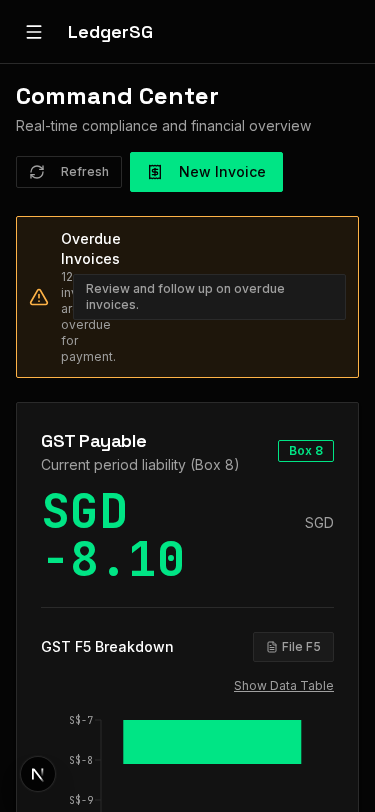 LedgerSG
Command Center
Real-time compliance and financial overview
Refresh
New Invoice
Overdue
Invoices
12
overdue
for
payment.
Review and follow up on overdue
invoices.
GST Payable
Current period liability (Box 8)
Box 8
SGD
-8.10
SGD
GST F5 Breakdown
File F5
Show Data Table
S$-7
S$-8
S$-9
N